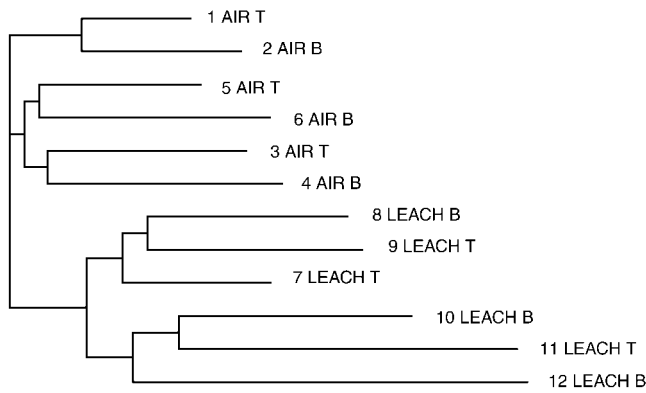 1 AIR T
2 AIR B
5 AIR T
6 AIR B
3 AIR T
4 AIR B
8 LEACH B
9 LEACH T
7 LEACH T
10 LEACH B
11 LEACH T
12 LEACH B